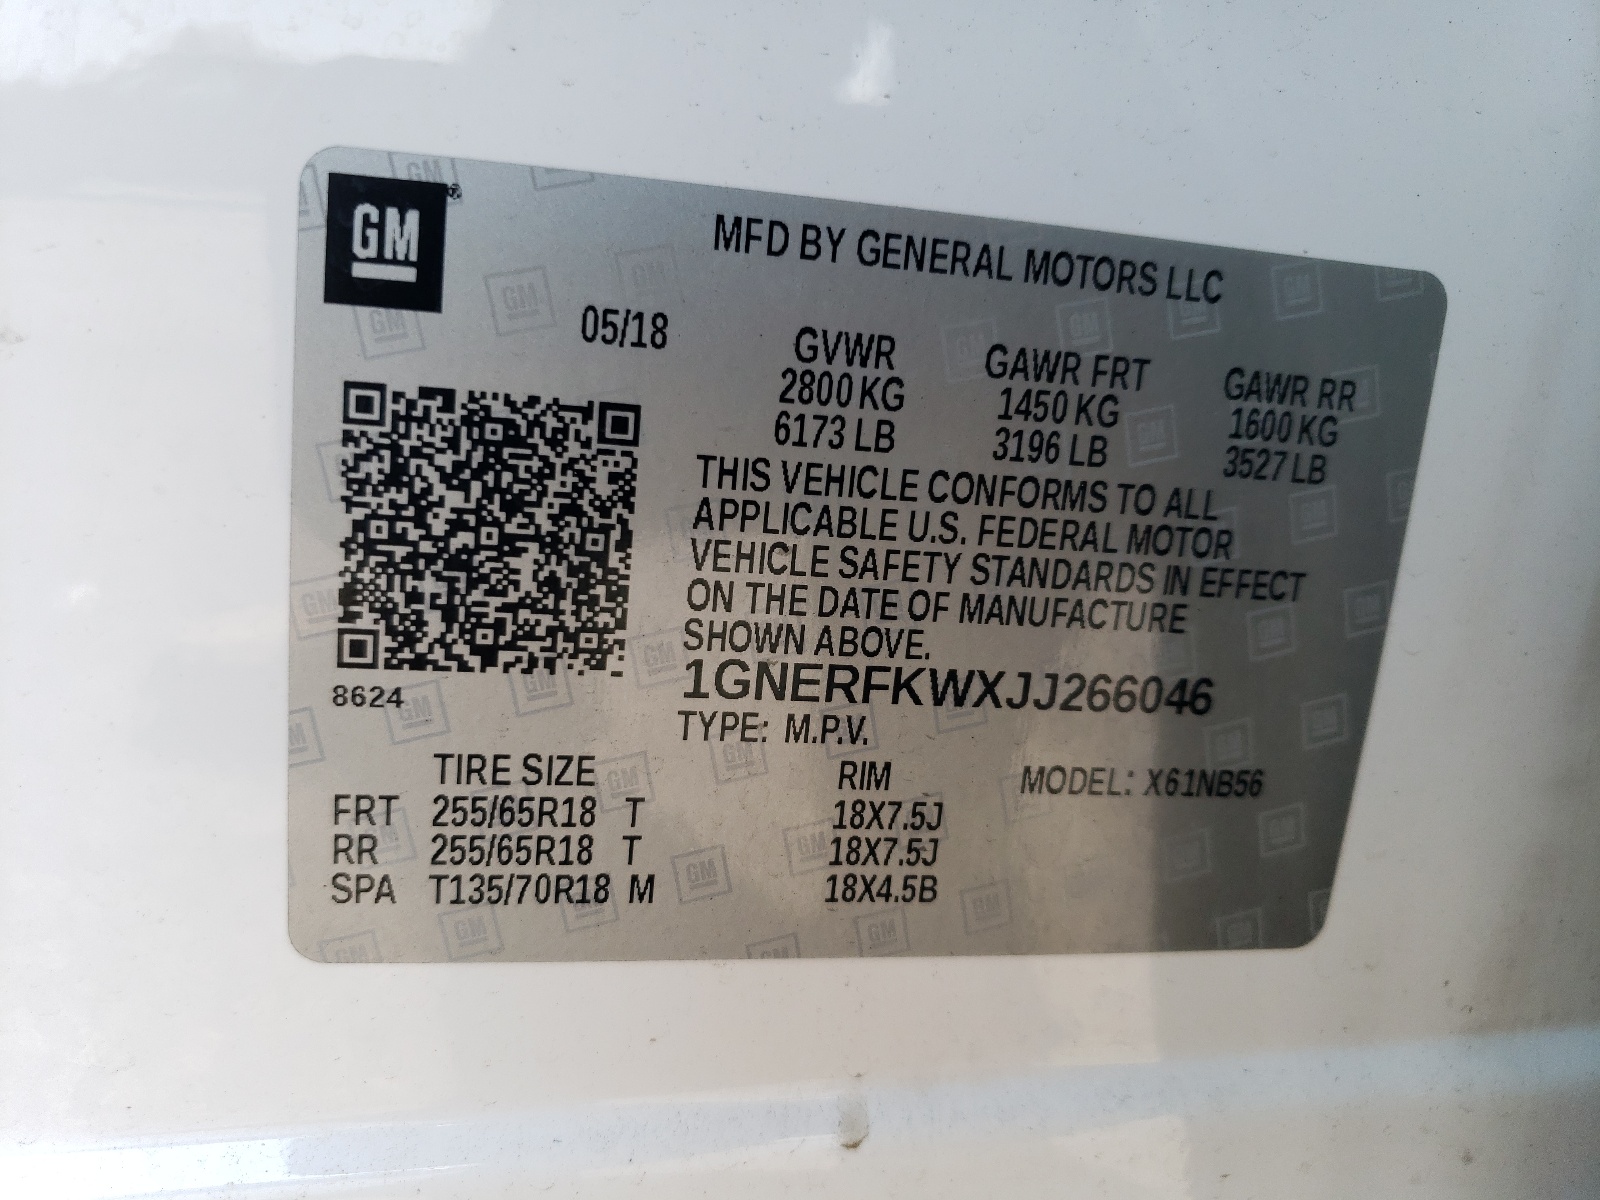 GM
MFD BY GENERAL MOTORS LLC
05/18
GVWR GAWR FRT GAWR RR
2800 KG 1450 KG 1600 KG
6173 LB 3196 LB 3527 LB
THIS VEHICLE CONFORMS TO ALL
APPLICABLE U.S. FEDERAL MOTOR
VEHICLE SAFETY STANDARDS IN EFFECT
ON THE DATE OF MANUFACTURE
SHOWN ABOVE.
8624
1GNERFKWXJJ266046
TYPE: M.P.V.
TIRE SIZE RIM MODEL: X61NB56
FRT 255/65R18 T 18X7.5J
RR 255/65R18 T 18X7.5J
SPA T135/70R18 M 18X4.5B